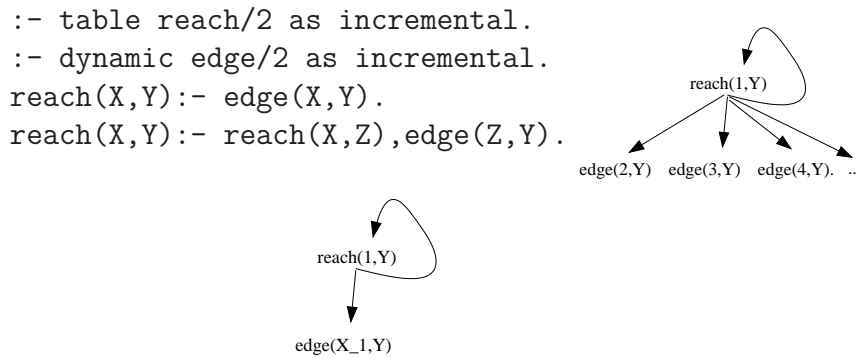 :- table reach/2 as incremental.
:- dynamic edge/2 as incremental.
reach(X,Y):- edge(X,Y).
reach(X,Y):- reach(X,Z),edge(Z,Y).
reach(1,Y)
edge(2,Y) edge(3,Y) edge(4,Y). ..
reach(1,Y)
edge(X_1,Y)